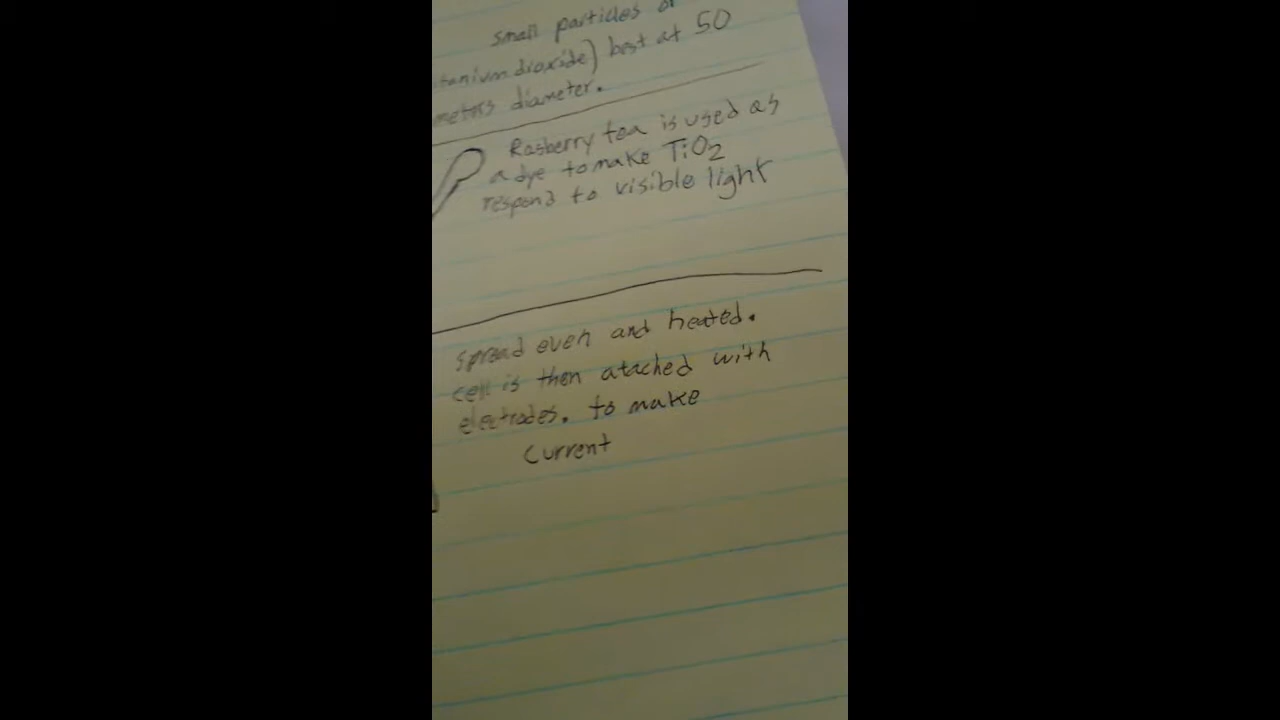 small particles of
itanium dioxide) best at 50
meters diameter.
Rasberry tea is used as
a dye to make TiO2
respond to visible light
spread even and heated.
cell is then atached with
electrodes. to make
current